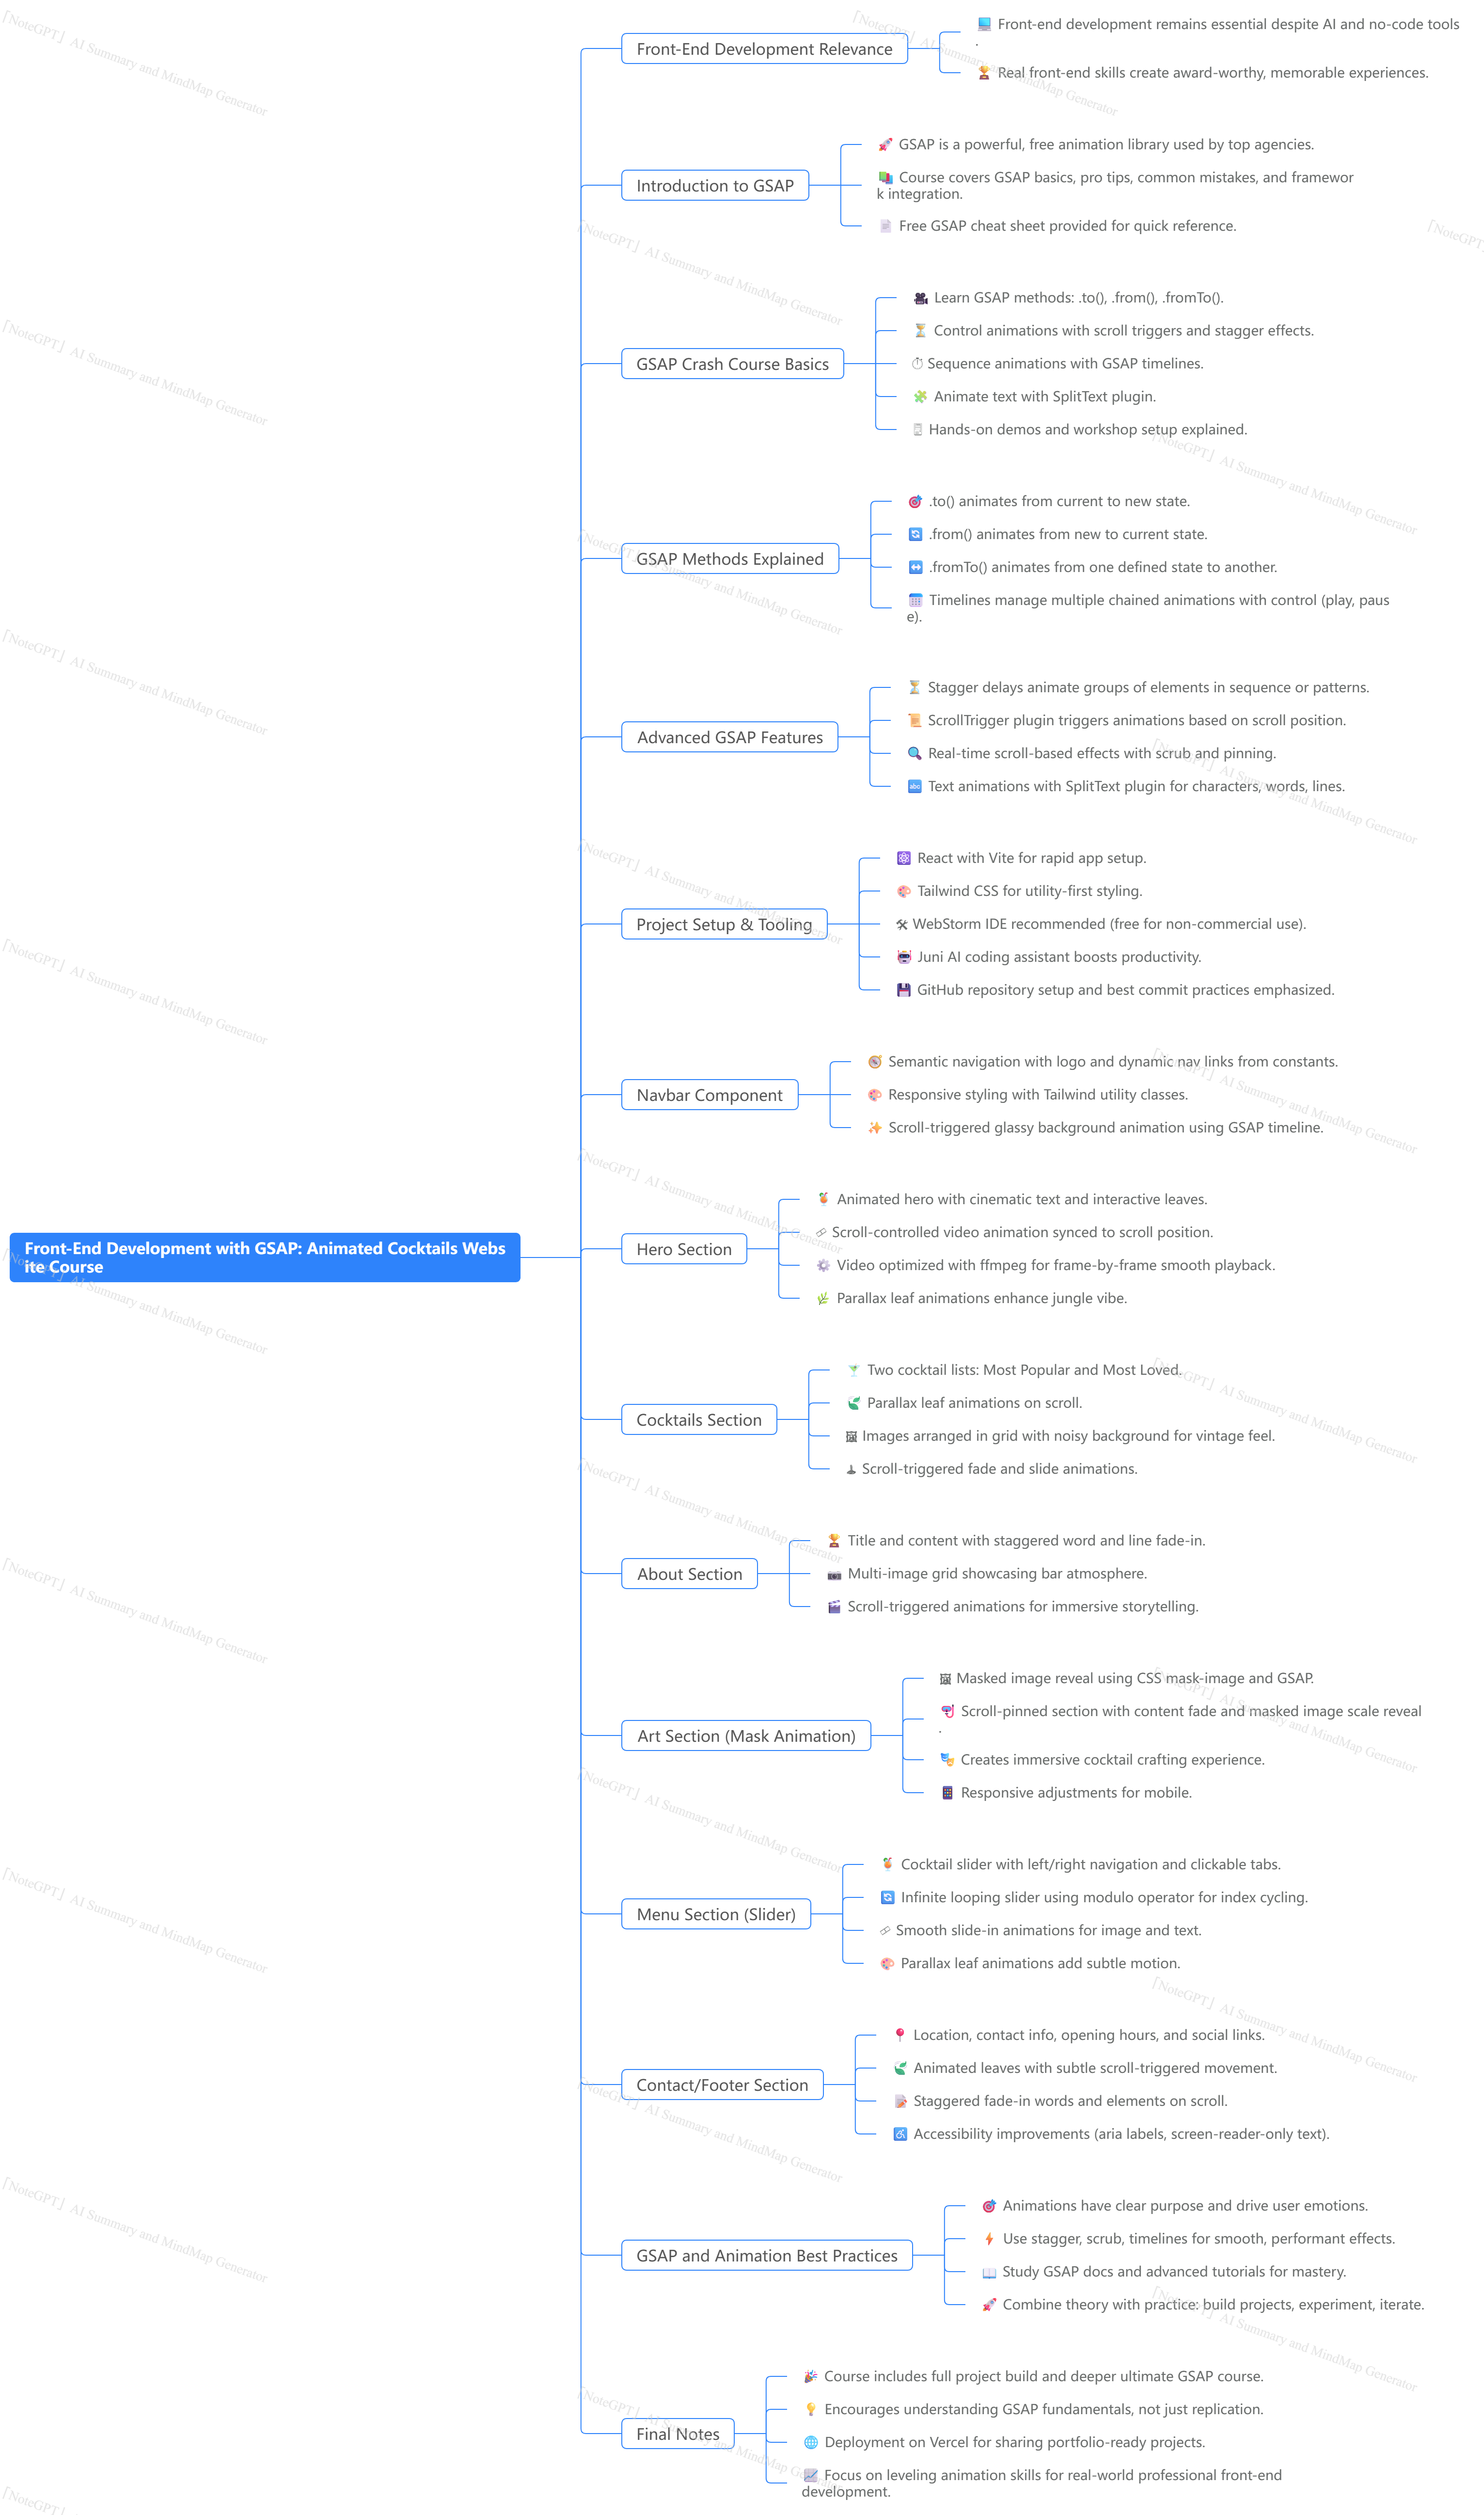 Front-End Development with GSAP: Animated Cocktails Webs
ite Course
Front-End Development Relevance
Front-end development remains essential despite AI and no-code tools
.
Real front-end skills create award-worthy, memorable experiences.
Introduction to GSAP
GSAP is a powerful, free animation library used by top agencies.
Course covers GSAP basics, pro tips, common mistakes, and framewor
k integration.
Free GSAP cheat sheet provided for quick reference.
GSAP Crash Course Basics
Learn GSAP methods: .to(), .from(), .fromTo().
Control animations with scroll triggers and stagger effects.
Sequence animations with GSAP timelines.
Animate text with SplitText plugin.
Hands-on demos and workshop setup explained.
GSAP Methods Explained
.to() animates from current to new state.
.from() animates from new to current state.
.fromTo() animates from one defined state to another.
Timelines manage multiple chained animations with control (play, paus
e).
Advanced GSAP Features
Stagger delays animate groups of elements in sequence or patterns.
ScrollTrigger plugin triggers animations based on scroll position.
Real-time scroll-based effects with scrub and pinning.
Text animations with SplitText plugin for characters, words, lines.
Project Setup & Tooling
React with Vite for rapid app setup.
Tailwind CSS for utility-first styling.
WebStorm IDE recommended (free for non-commercial use).
Juni AI coding assistant boosts productivity.
GitHub repository setup and best commit practices emphasized.
Navbar Component
Semantic navigation with logo and dynamic nav links from constants.
Responsive styling with Tailwind utility classes.
Scroll-triggered glassy background animation using GSAP timeline.
Hero Section
Animated hero with cinematic text and interactive leaves.
Scroll-controlled video animation synced to scroll position.
Video optimized with ffmpeg for frame-by-frame smooth playback.
Parallax leaf animations enhance jungle vibe.
Cocktails Section
Two cocktail lists: Most Popular and Most Loved.
Parallax leaf animations on scroll.
Images arranged in grid with noisy background for vintage feel.
Scroll-triggered fade and slide animations.
About Section
Title and content with staggered word and line fade-in.
Multi-image grid showcasing bar atmosphere.
Scroll-triggered animations for immersive storytelling.
Art Section (Mask Animation)
Masked image reveal using CSS mask-image and GSAP.
Scroll-pinned section with content fade and masked image scale reveal
.
Creates immersive cocktail crafting experience.
Responsive adjustments for mobile.
Menu Section (Slider)
Cocktail slider with left/right navigation and clickable tabs.
Infinite looping slider using modulo operator for index cycling.
Smooth slide-in animations for image and text.
Parallax leaf animations add subtle motion.
Contact/Footer Section
Location, contact info, opening hours, and social links.
Animated leaves with subtle scroll-triggered movement.
Staggered fade-in words and elements on scroll.
Accessibility improvements (aria labels, screen-reader-only text).
GSAP and Animation Best Practices
Animations have clear purpose and drive user emotions.
Use stagger, scrub, timelines for smooth, performant effects.
Study GSAP docs and advanced tutorials for mastery.
Combine theory with practice: build projects, experiment, iterate.
Final Notes
Course includes full project build and deeper ultimate GSAP course.
Encourages understanding GSAP fundamentals, not just replication.
Deployment on Vercel for sharing portfolio-ready projects.
Focus on leveling animation skills for real-world professional front-end
development.
「NoteGPT」 AI Summary and MindMap Generator